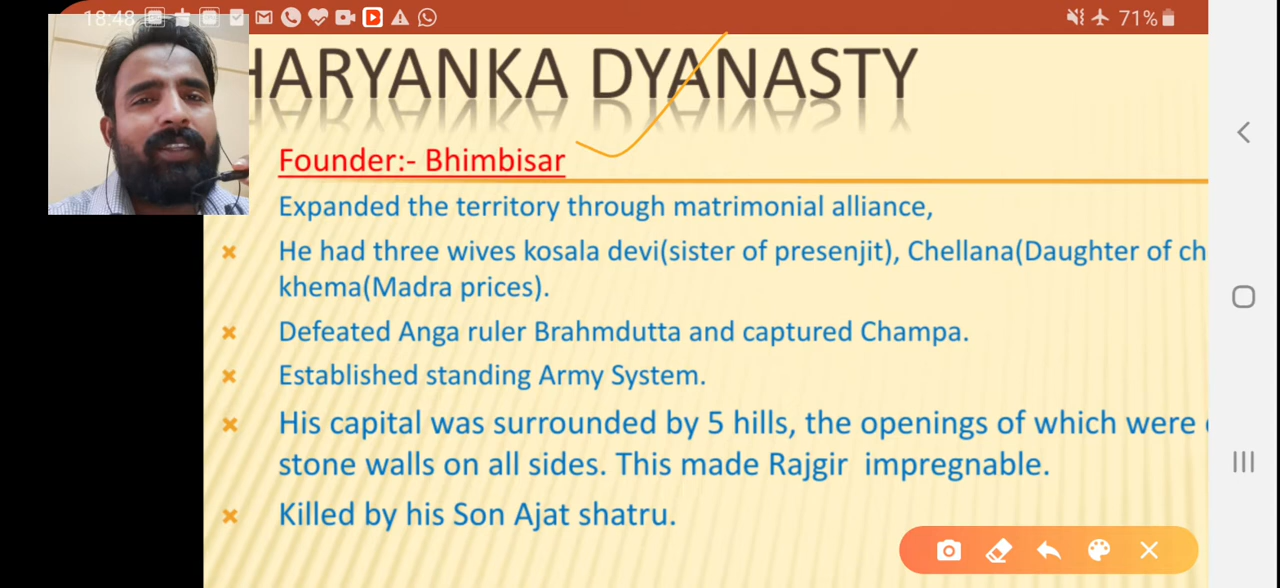 18:48
71%
HARYANKA DYANASTY
Founder:- Bhimbisar
Expanded the territory through matrimonial alliance,
He had three wives kosala devi(sister of presenjit), Chellana(Daughter of ch
khema(Madra prices).
Defeated Anga ruler Brahmdutta and captured Champa.
Established standing Army System.
His capital was surrounded by 5 hills, the openings of which were
stone walls on all sides. This made Rajgir impregnable.
Killed by his Son Ajat shatru.